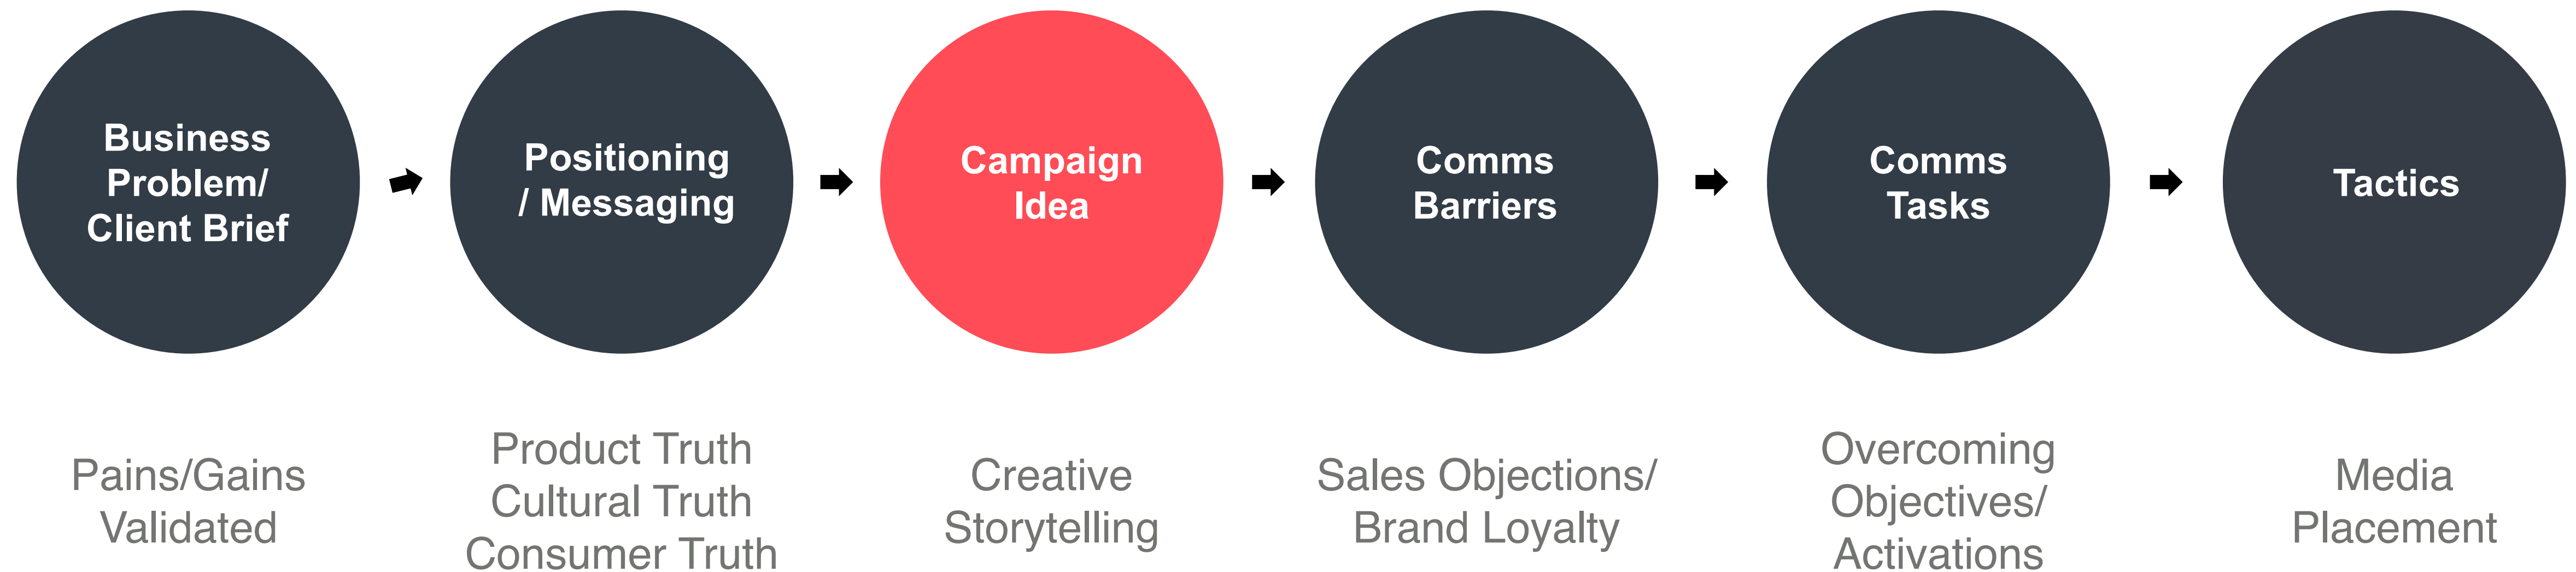 Business
Problem/
Client Brief
Positioning
/ Messaging
Campaign
Idea
Comms
Barriers
Comms
Tasks
Tactics
Pains/Gains
Validated
Product Truth
Cultural Truth
Consumer Truth
Creative
Storytelling
Sales Objections/
Brand Loyalty
Overcoming
Objectives/
Activations
Media
Placement